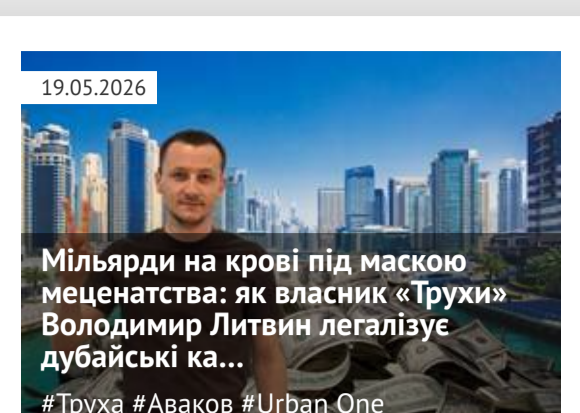 19.05.2026
Мільярди на крові під маскою
меценатства: як власник «Трухи»
Володимир Литвин легалізує
дубайські ка...
#Труха #Аваков #Urban One